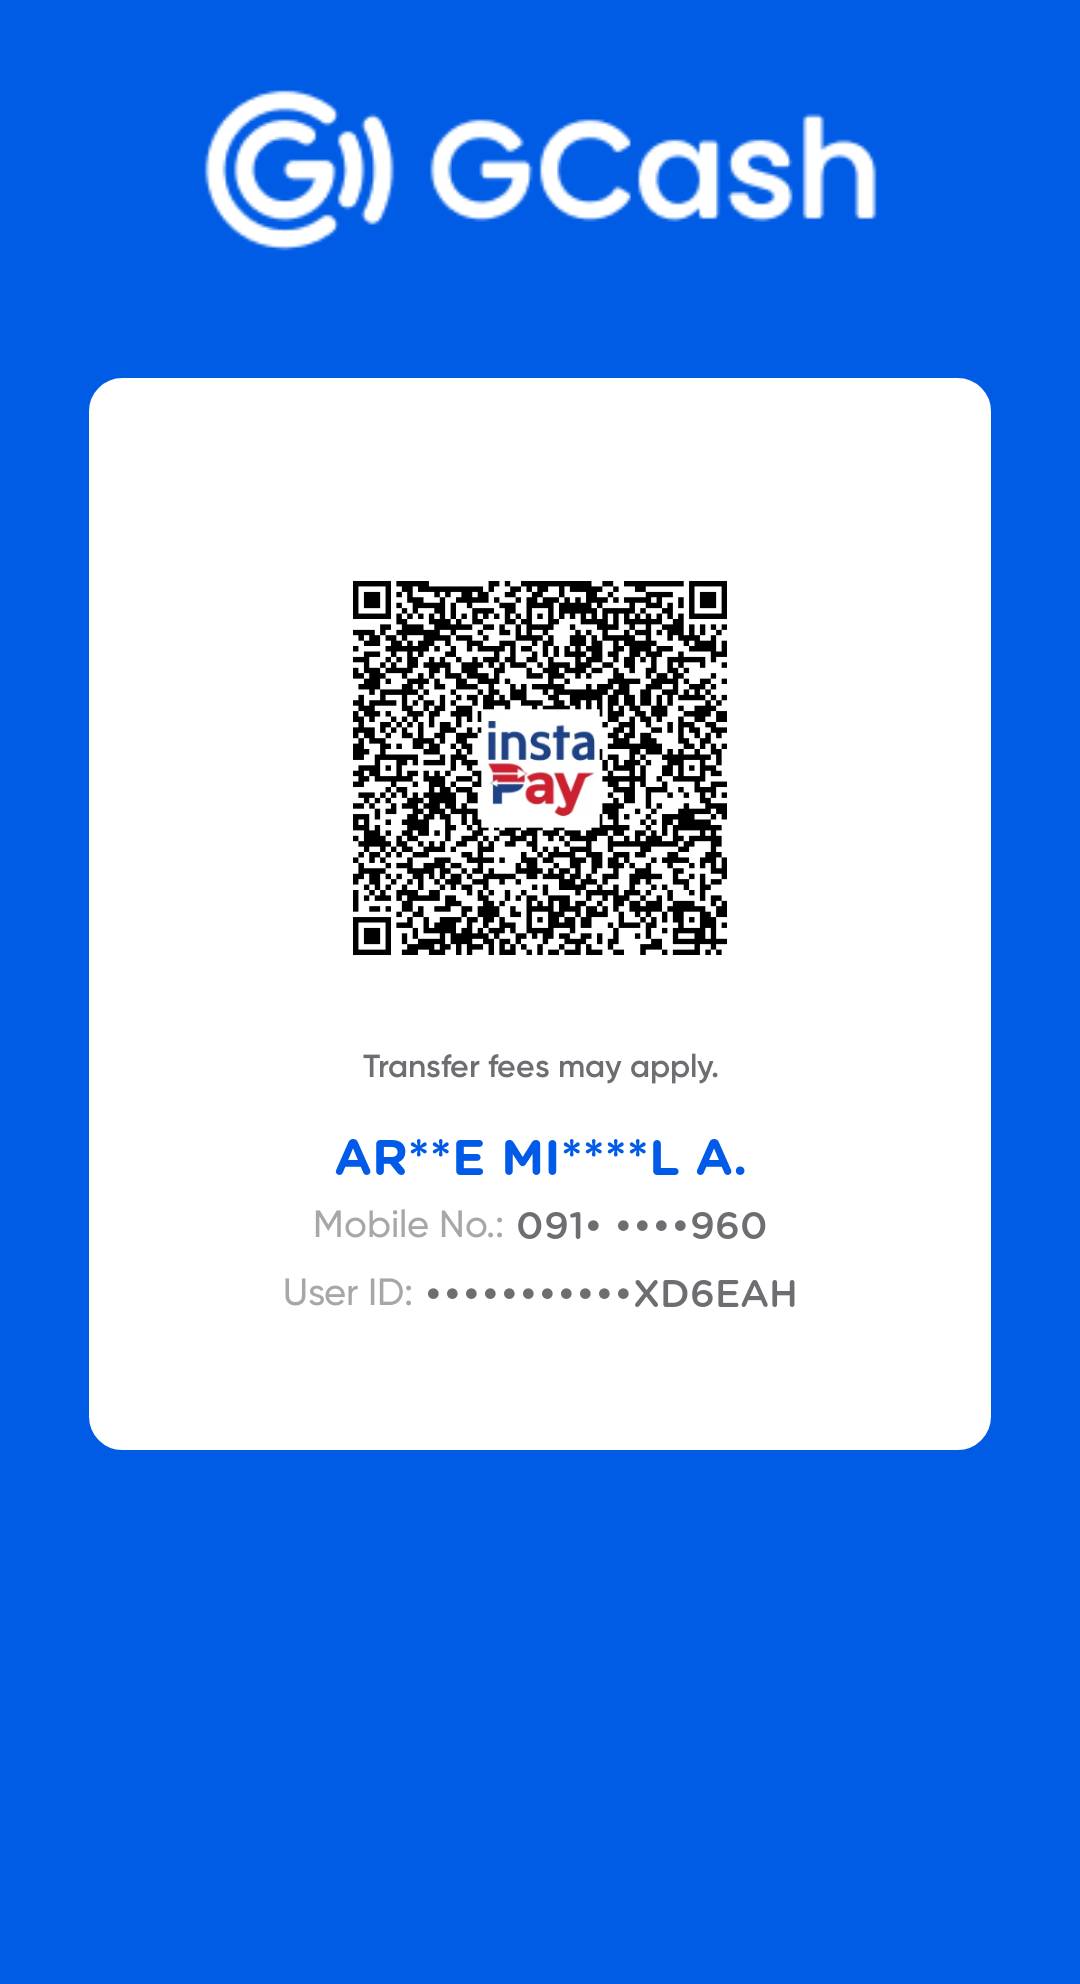 GCash
insta
Pay
Transfer fees may apply.
AR**E MI****L A.
Mobile No.: 091• ••••960
User ID: •••••••••••XD6EAH